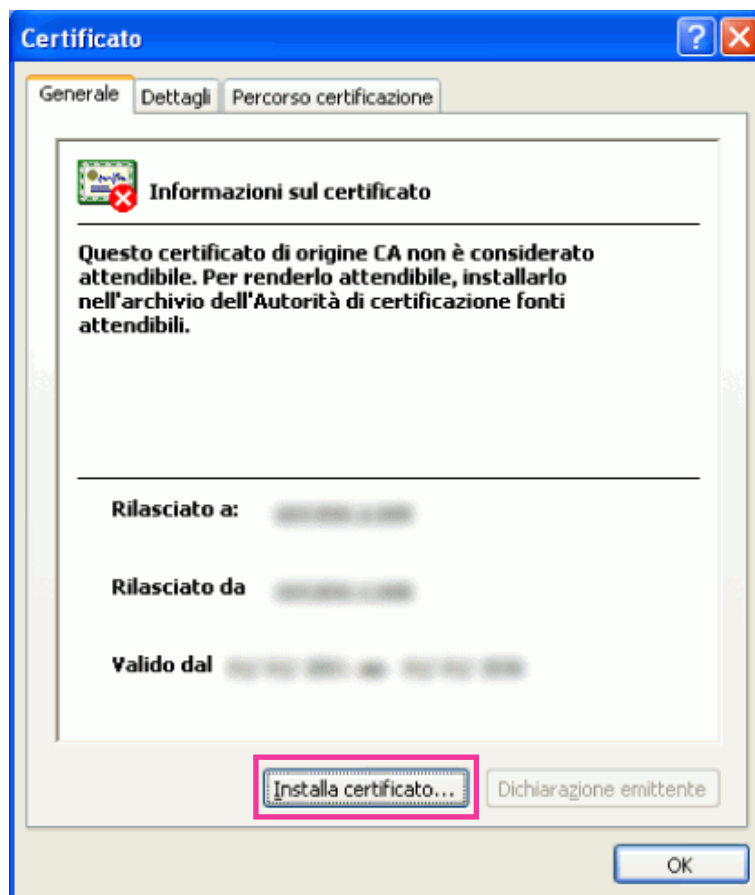 Certificato
Generale Dettagli Percorso certificazione
Informazioni sul certificato
Questo certificato di origine CA non è considerato
attendibile. Per renderlo attendibile, installarlo
nell'archivio dell'Autorità di certificazione fonti
attendibili.
Rilasciato a:
Rilasciato da
Valido dal
Installa certificato... Dichiarazione emittente
OK